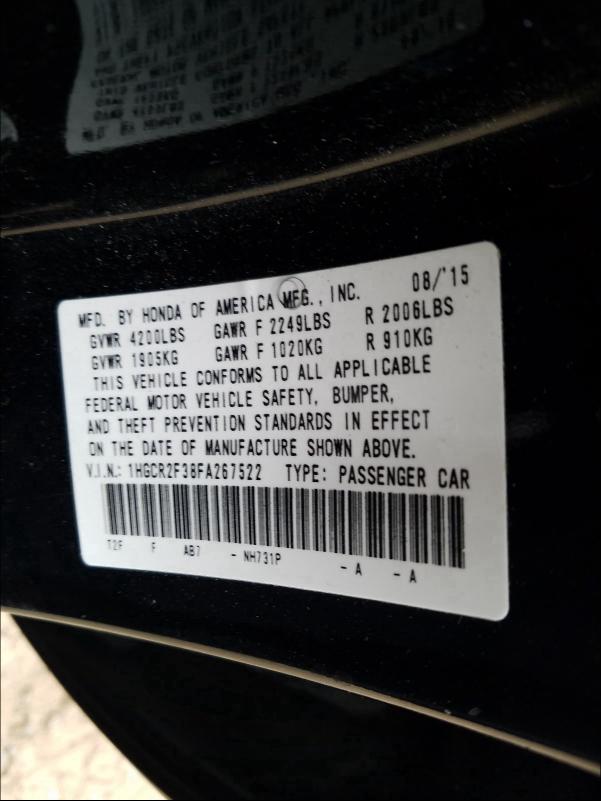 MFD. BY HONDA OF AMERICA MFG., INC. 08/'15
GVWR 4200LBS GAWR F 2249LBS R 2006LBS
GVWR 1905KG GAWR F 1020KG R 910KG
THIS VEHICLE CONFORMS TO ALL APPLICABLE
FEDERAL MOTOR VEHICLE SAFETY, BUMPER,
AND THEFT PREVENTION STANDARDS IN EFFECT
ON THE DATE OF MANUFACTURE SHOWN ABOVE.
V.I.N.: 1HGCR2F38FA267522 TYPE: PASSENGER CAR
T2F F AB7 - NH731P - A - A